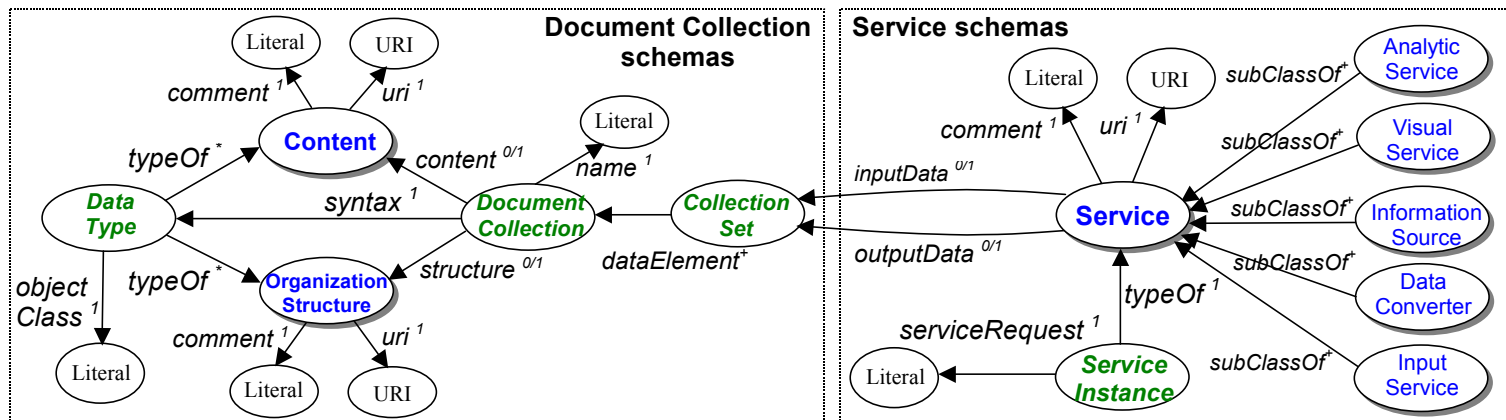 Document Collection
schemas
Literal
URI
comment 1
uri 1
Content
Literal
typeOf *
content 0/1
name 1
Data
Type
syntax 1
Document
Collection
Collection
Set
dataElement+
typeOf *
structure 0/1
object
Class 1
Organization
Structure
comment 1
uri 1
Literal
Literal
URI
Service schemas
Literal
URI
comment 1
uri 1
inputData 0/1
outputData 0/1
Service
subClassOf+
Analytic
Service
subClassOf+
Visual
Service
subClassOf+
Information
Source
subClassOf+
Data
Converter
subClassOf+
Input
Service
typeOf 1
serviceRequest 1
Literal
Service
Instance